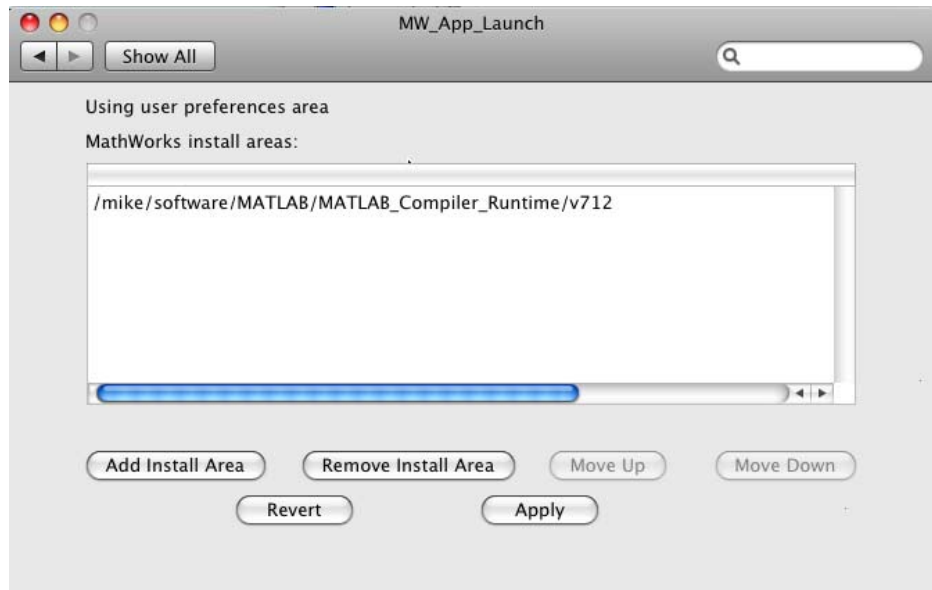 MW_App_Launch
Show All
Using user preferences area
MathWorks install areas:
/mike/software/MATLAB/MATLAB_Compiler_Runtime/v712
Add Install Area Remove Install Area Move Up Move Down
Revert Apply